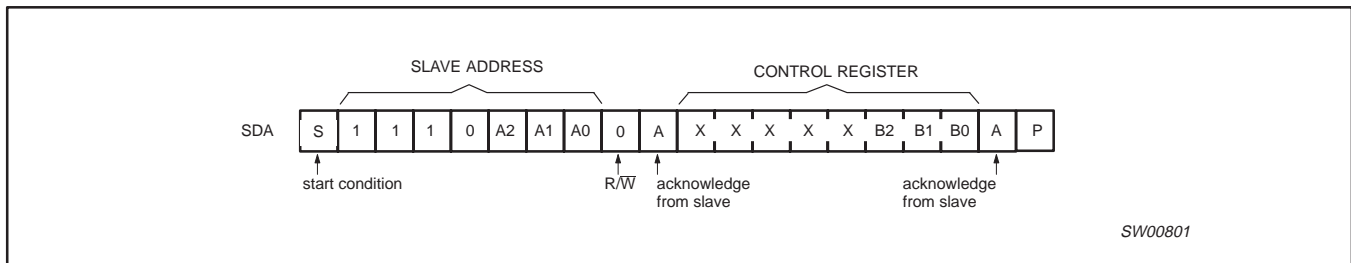 SLAVE ADDRESS CONTROL REGISTER
SDA S 1 1 1 0 A2 A1 A0 0 A X X X X X B2 B1 B0 A P
start condition R/W̅ acknowledge from slave acknowledge from slave
SW00801